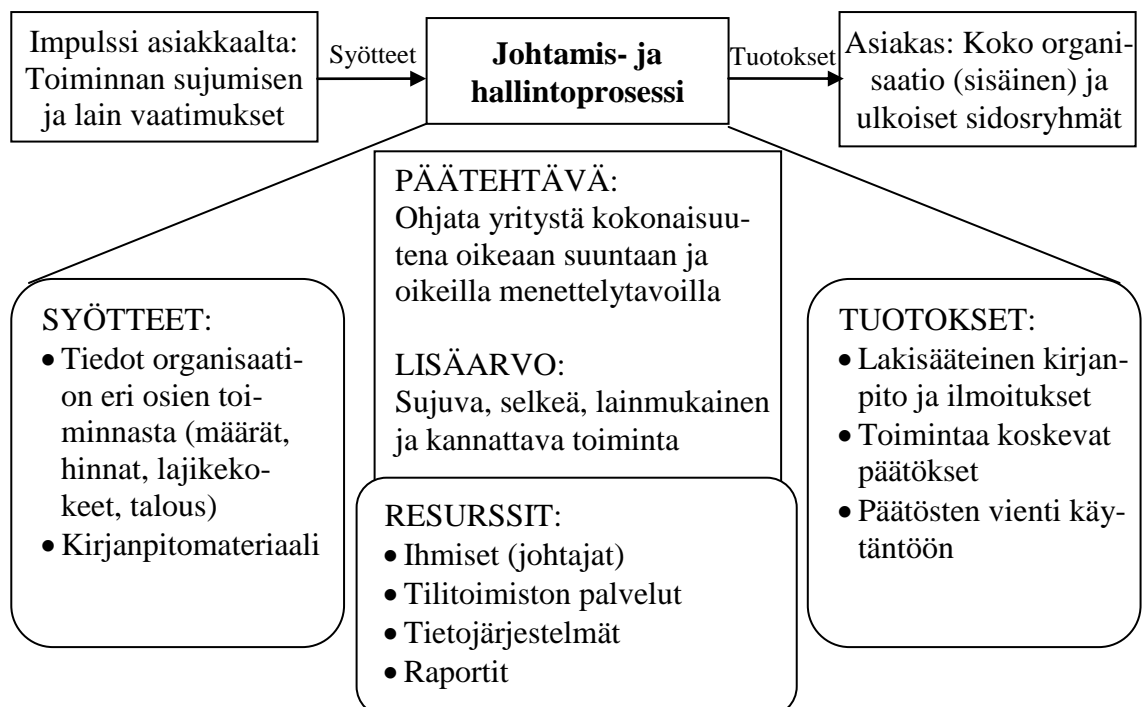 Impulssi asiakkaalta:
Toiminnan sujumisen
ja lain vaatimukset
Syötteet
Johtamis- ja
hallintoprosessi
Tuotokset
Asiakas: Koko organi-
saatio (sisäinen) ja
ulkoiset sidosryhmät
PÄÄTEHTÄVÄ:
Ohjata yritystä kokonaisuu-
tena oikeaan suuntaan ja
oikeilla menettelytavoilla
LISÄARVO:
Sujuva, selkeä, lainmukainen
ja kannattava toiminta
SYÖTTEET:
• Tiedot organisaati-
on eri osien toi-
minnasta (määrät,
hinnat, lajikeko-
keet, talous)
• Kirjanpitomateriaali
RESURSSIT:
• Ihmiset (johtajat)
• Tilitoimiston palvelut
• Tietojärjestelmät
• Raportit
TUOTOKSET:
• Lakisääteinen kirjan-
pito ja ilmoitukset
• Toimintaa koskevat
päätökset
• Päätösten vienti käy-
täntöön